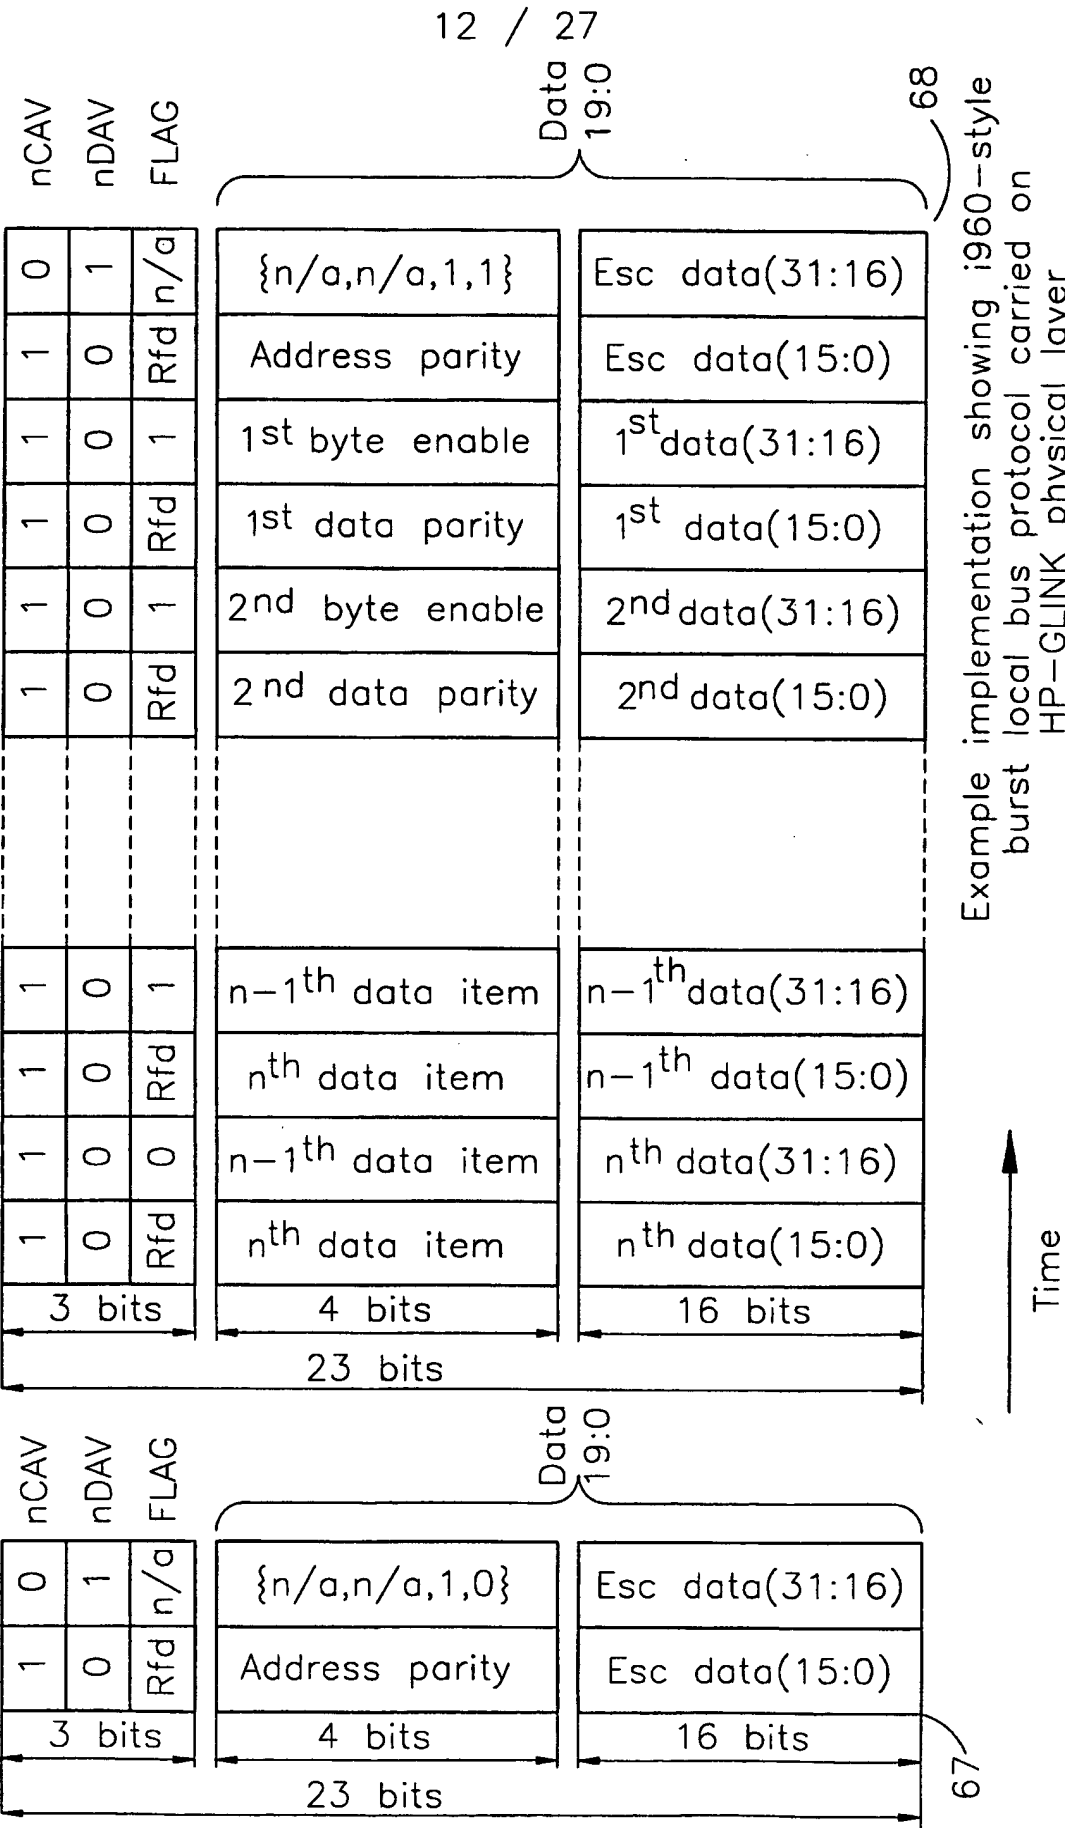 12 / 27
nCAV nDAV FLAG Data 19:0
0 1 n/a {n/a,n/a,1,1} Esc data(31:16)
1 0 Rfd Address parity Esc data(15:0)
1 0 1 1st byte enable 1st data(31:16)
1 0 Rfd 1st data parity 1st data(15:0)
1 0 1 2nd byte enable 2nd data(31:16)
1 0 Rfd 2nd data parity 2nd data(15:0)
1 0 1 n-1th data item n-1th data(31:16)
1 0 Rfd nth data item n-1th data(15:0)
1 0 0 n-1th data item nth data(31:16)
1 0 Rfd nth data item nth data(15:0)
3 bits 4 bits 16 bits
23 bits
68
Example implementation showing i960-style
burst local bus protocol carried on
HP-GLINK physical layer
Time
nCAV nDAV FLAG Data 19:0
0 1 n/a {n/a,n/a,1,0} Esc data(31:16)
1 0 Rfd Address parity Esc data(15:0)
3 bits 4 bits 16 bits
23 bits
67